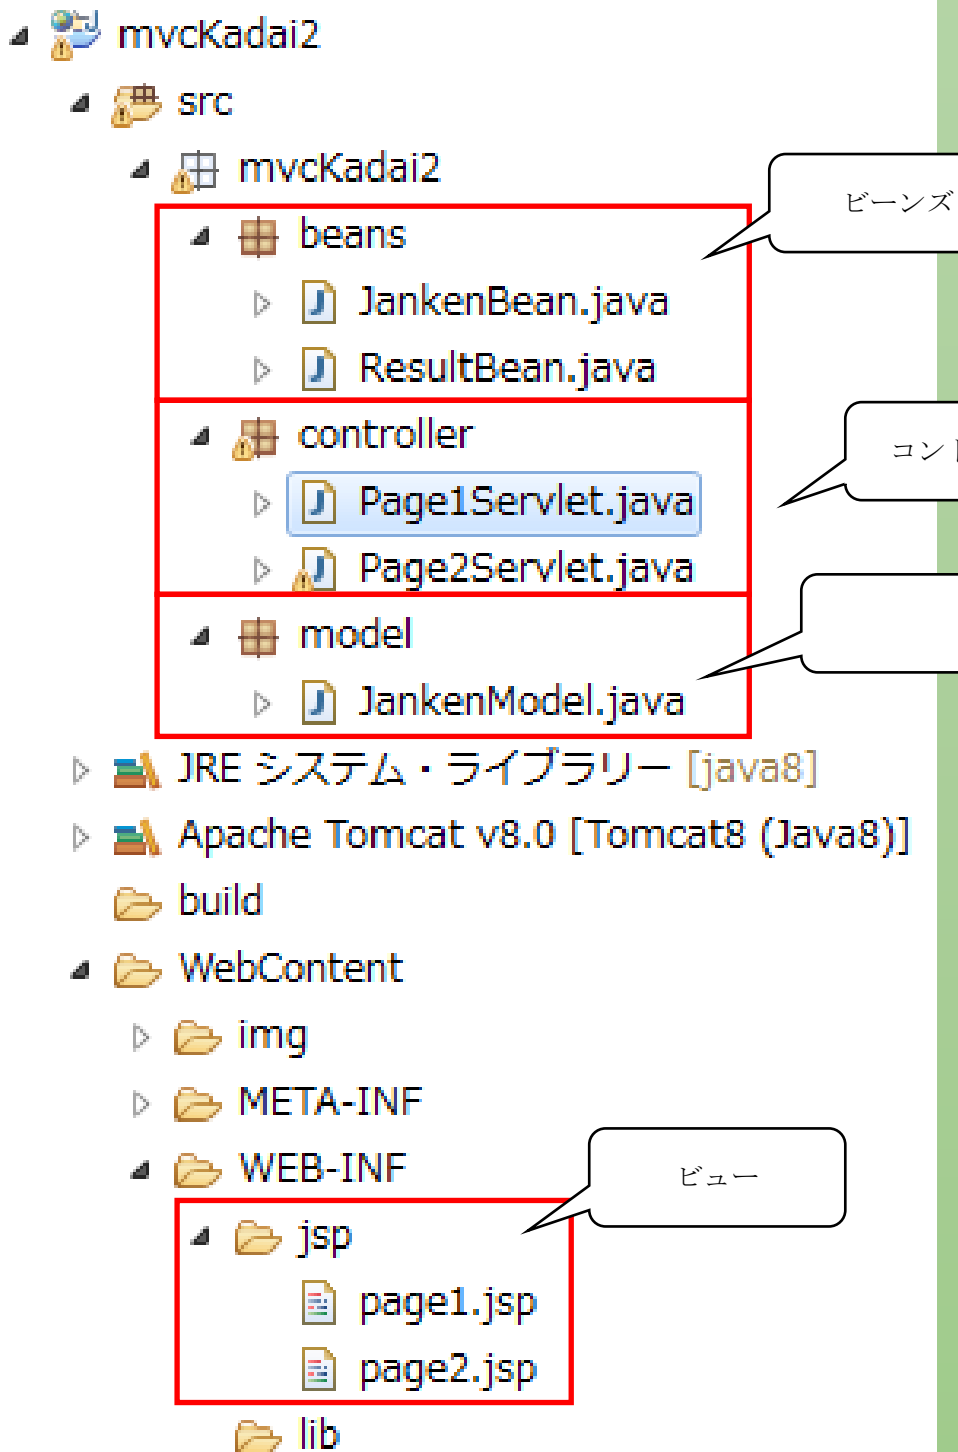 mvcKadai2
src
mvcKadai2
ビーンズ
beans
JankenBean.java
ResultBean.java
controller
コント
Page1Servlet.java
Page2Servlet.java
model
JankenModel.java
JRE システム・ライブラリー [java8]
Apache Tomcat v8.0 [Tomcat8 (Java8)]
build
WebContent
img
META-INF
WEB-INF
ビュー
jsp
page1.jsp
page2.jsp
lib